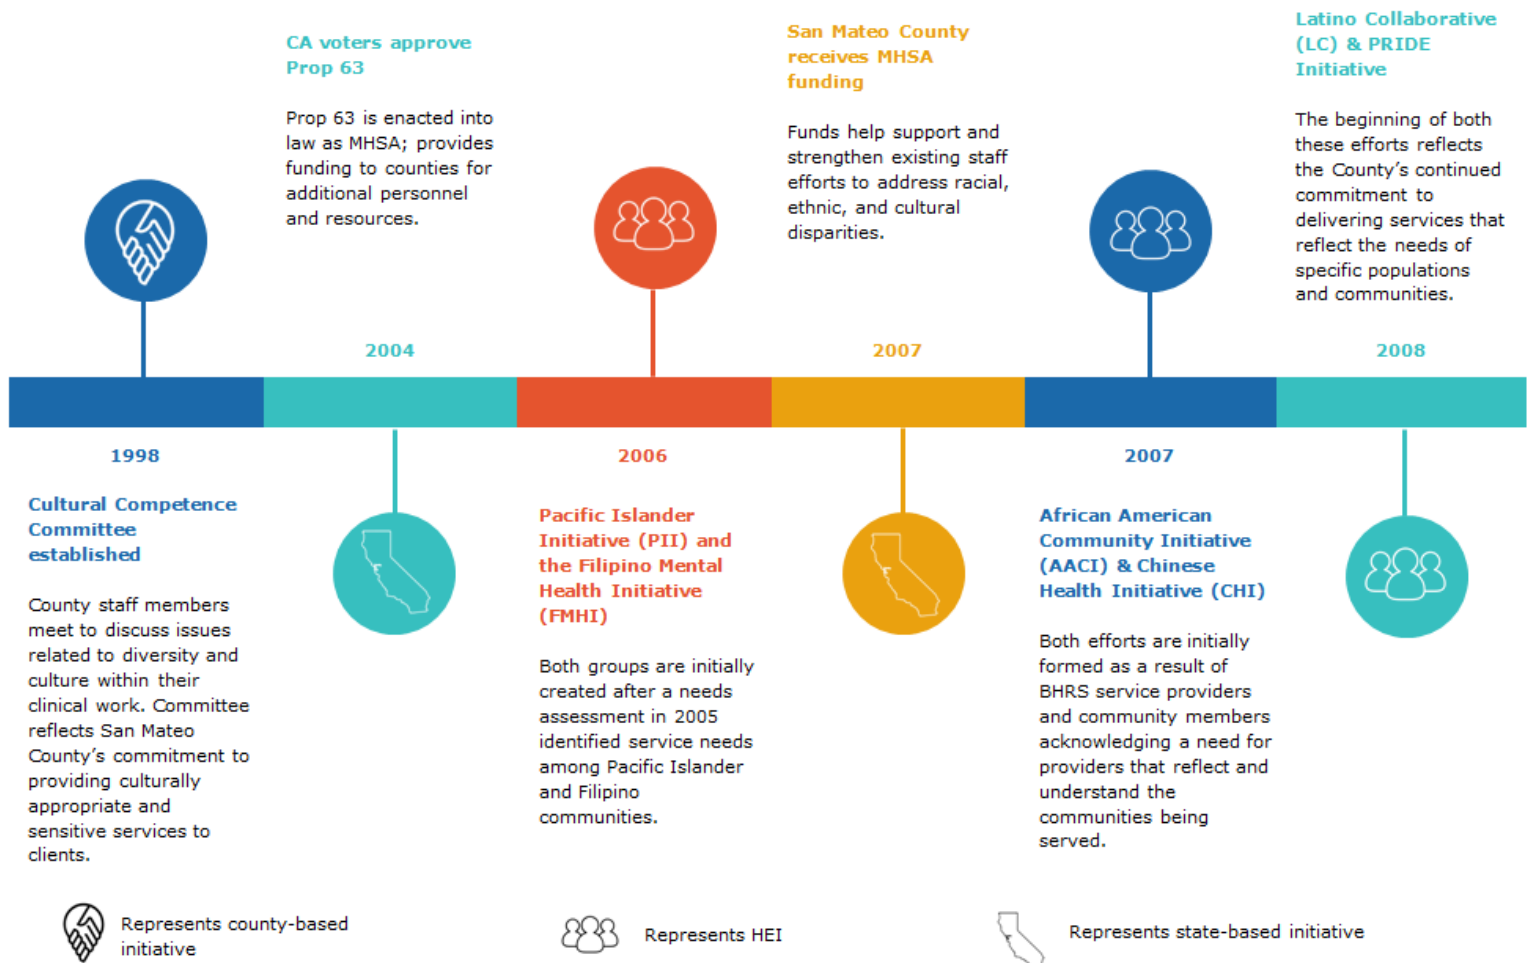 CA voters approve
Prop 63
Prop 63 is enacted into
law as MHSA; provides
funding to counties for
additional personnel
and resources.
San Mateo County
receives MHSA
funding
Funds help support and
strengthen existing staff
efforts to address racial,
ethnic, and cultural
disparities.
Latino Collaborative
(LC) & PRIDE
Initiative
The beginning of both
these efforts reflects
the County’s continued
commitment to
delivering services that
reflect the needs of
specific populations
and communities.
2004
2007
2008
1998
Cultural Competence
Committee
established
County staff members
meet to discuss issues
related to diversity and
culture within their
clinical work. Committee
reflects San Mateo
County’s commitment to
providing culturally
appropriate and
sensitive services to
clients.
2006
Pacific Islander
Initiative (PII) and
the Filipino Mental
Health Initiative
(FMHI)
Both groups are initially
created after a needs
assessment in 2005
identified service needs
among Pacific Islander
and Filipino
communities.
2007
African American
Community Initiative
(AACI) & Chinese
Health Initiative (CHI)
Both efforts are initially
formed as a result of
BHRS service providers
and community members
acknowledging a need for
providers that reflect and
understand the
communities being
served.
Represents county-based
initiative
Represents HEI
Represents state-based initiative